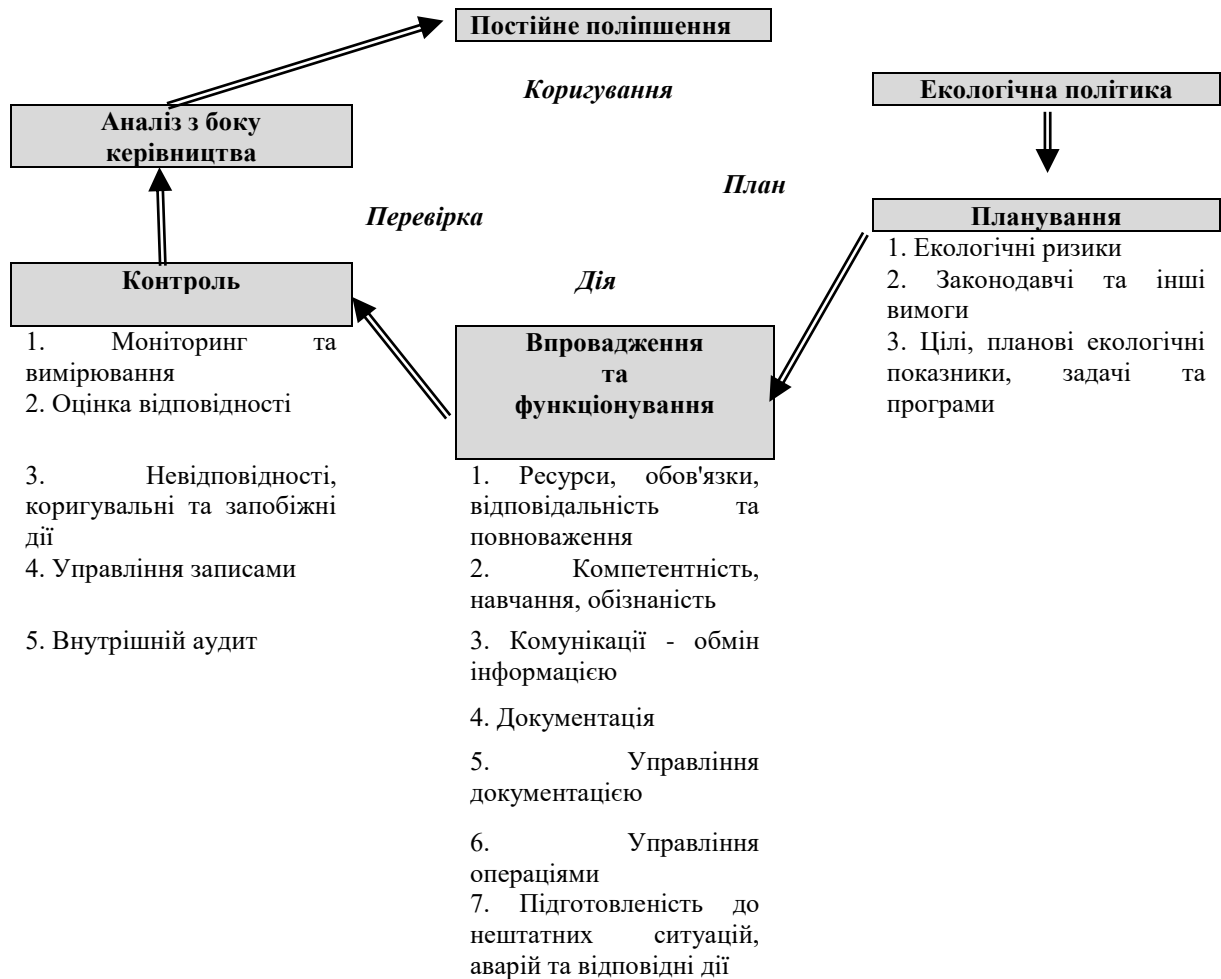 Постійне поліпшення
Коригування
Екологічна політика
Аналіз з боку
керівництва
План
Перевірка
Планування
1. Екологічні ризики
2. Законодавчі та інші
вимоги
3. Цілі, планові екологічні
показники, задачі та
програми
Контроль
Дія
1. Моніторинг та
вимірювання
2. Оцінка відповідності
3. Невідповідності,
коригувальні та запобіжні
дії
4. Управління записами
5. Внутрішній аудит
Впровадження
та
функціонування
1. Ресурси, обов'язки,
відповідальність та
повноваження
2. Компетентність,
навчання, обізнаність
3. Комунікації - обмін
інформацією
4. Документація
5. Управління
документацією
6. Управління
операціями
7. Підготовленість до
нештатних ситуацій,
аварій та відповідні дії